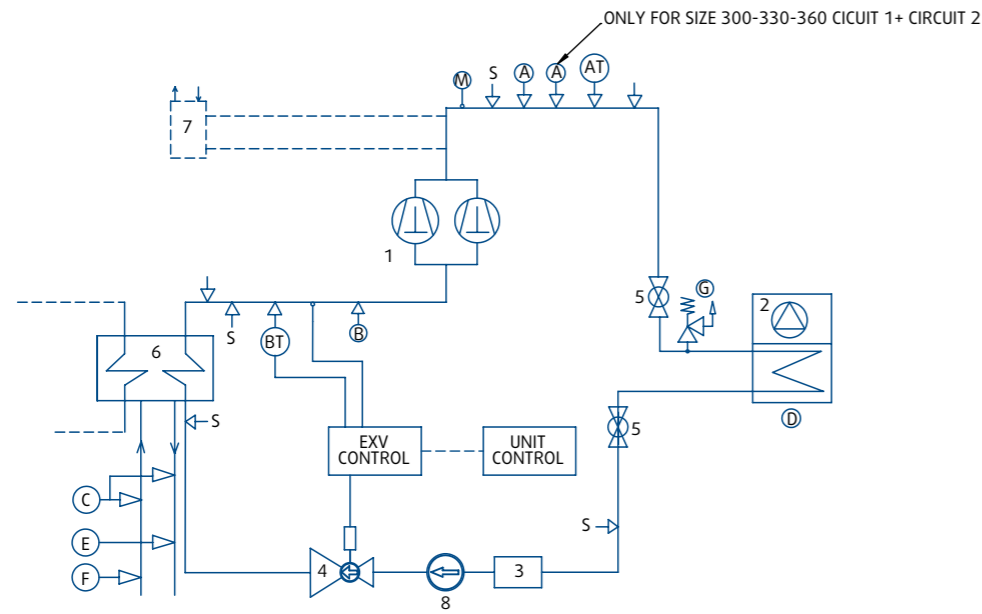 ONLY FOR SIZE 300-330-360 CICUIT 1+ CIRCUIT 2
M
S
A
A
AT
7
1
5
G
2
6
S
BT
B
D
S
5
EXV
CONTROL
UNIT
CONTROL
C
S
E
F
4
3
8